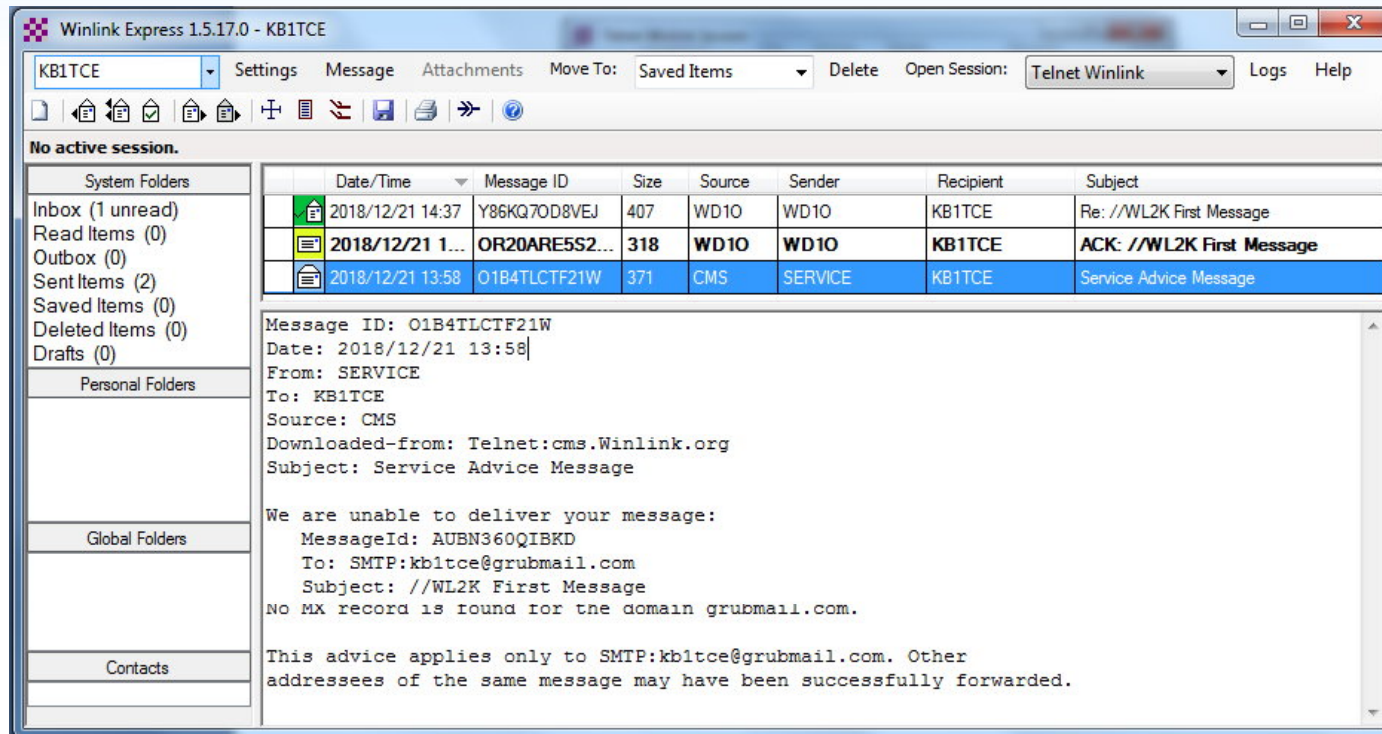 Winlink Express 1.5.17.0 - KB1TCE
KB1TCE Settings Message Attachments Move To: Saved Items Delete Open Session: Telnet Winlink Logs Help
No active session.
System Folders
Inbox (1 unread)
Read Items (0)
Outbox (0)
Sent Items (2)
Saved Items (0)
Deleted Items (0)
Drafts (0)
Personal Folders
Global Folders
Contacts
Date/Time Message ID Size Source Sender Recipient Subject
2018/12/21 14:37 Y86KQ7OD8VEJ 407 WD1O WD1O KB1TCE Re: //WL2K First Message
2018/12/21 1... OR20ARE5S2... 318 WD1O WD1O KB1TCE ACK: //WL2K First Message
2018/12/21 13:58 O1B4TLCTF21W 371 CMS SERVICE KB1TCE Service Advice Message
Message ID: O1B4TLCTF21W
Date: 2018/12/21 13:58
From: SERVICE
To: KB1TCE
Source: CMS
Downloaded-from: Telnet:cms.Winlink.org
Subject: Service Advice Message
We are unable to deliver your message:
MessageId: AUBN360QIBKD
To: SMTP:kb1tce@grubmail.com
Subject: //WL2K First Message
No MX record is found for the domain grubmail.com.
This advice applies only to SMTP:kb1tce@grubmail.com. Other
addressees of the same message may have been successfully forwarded.